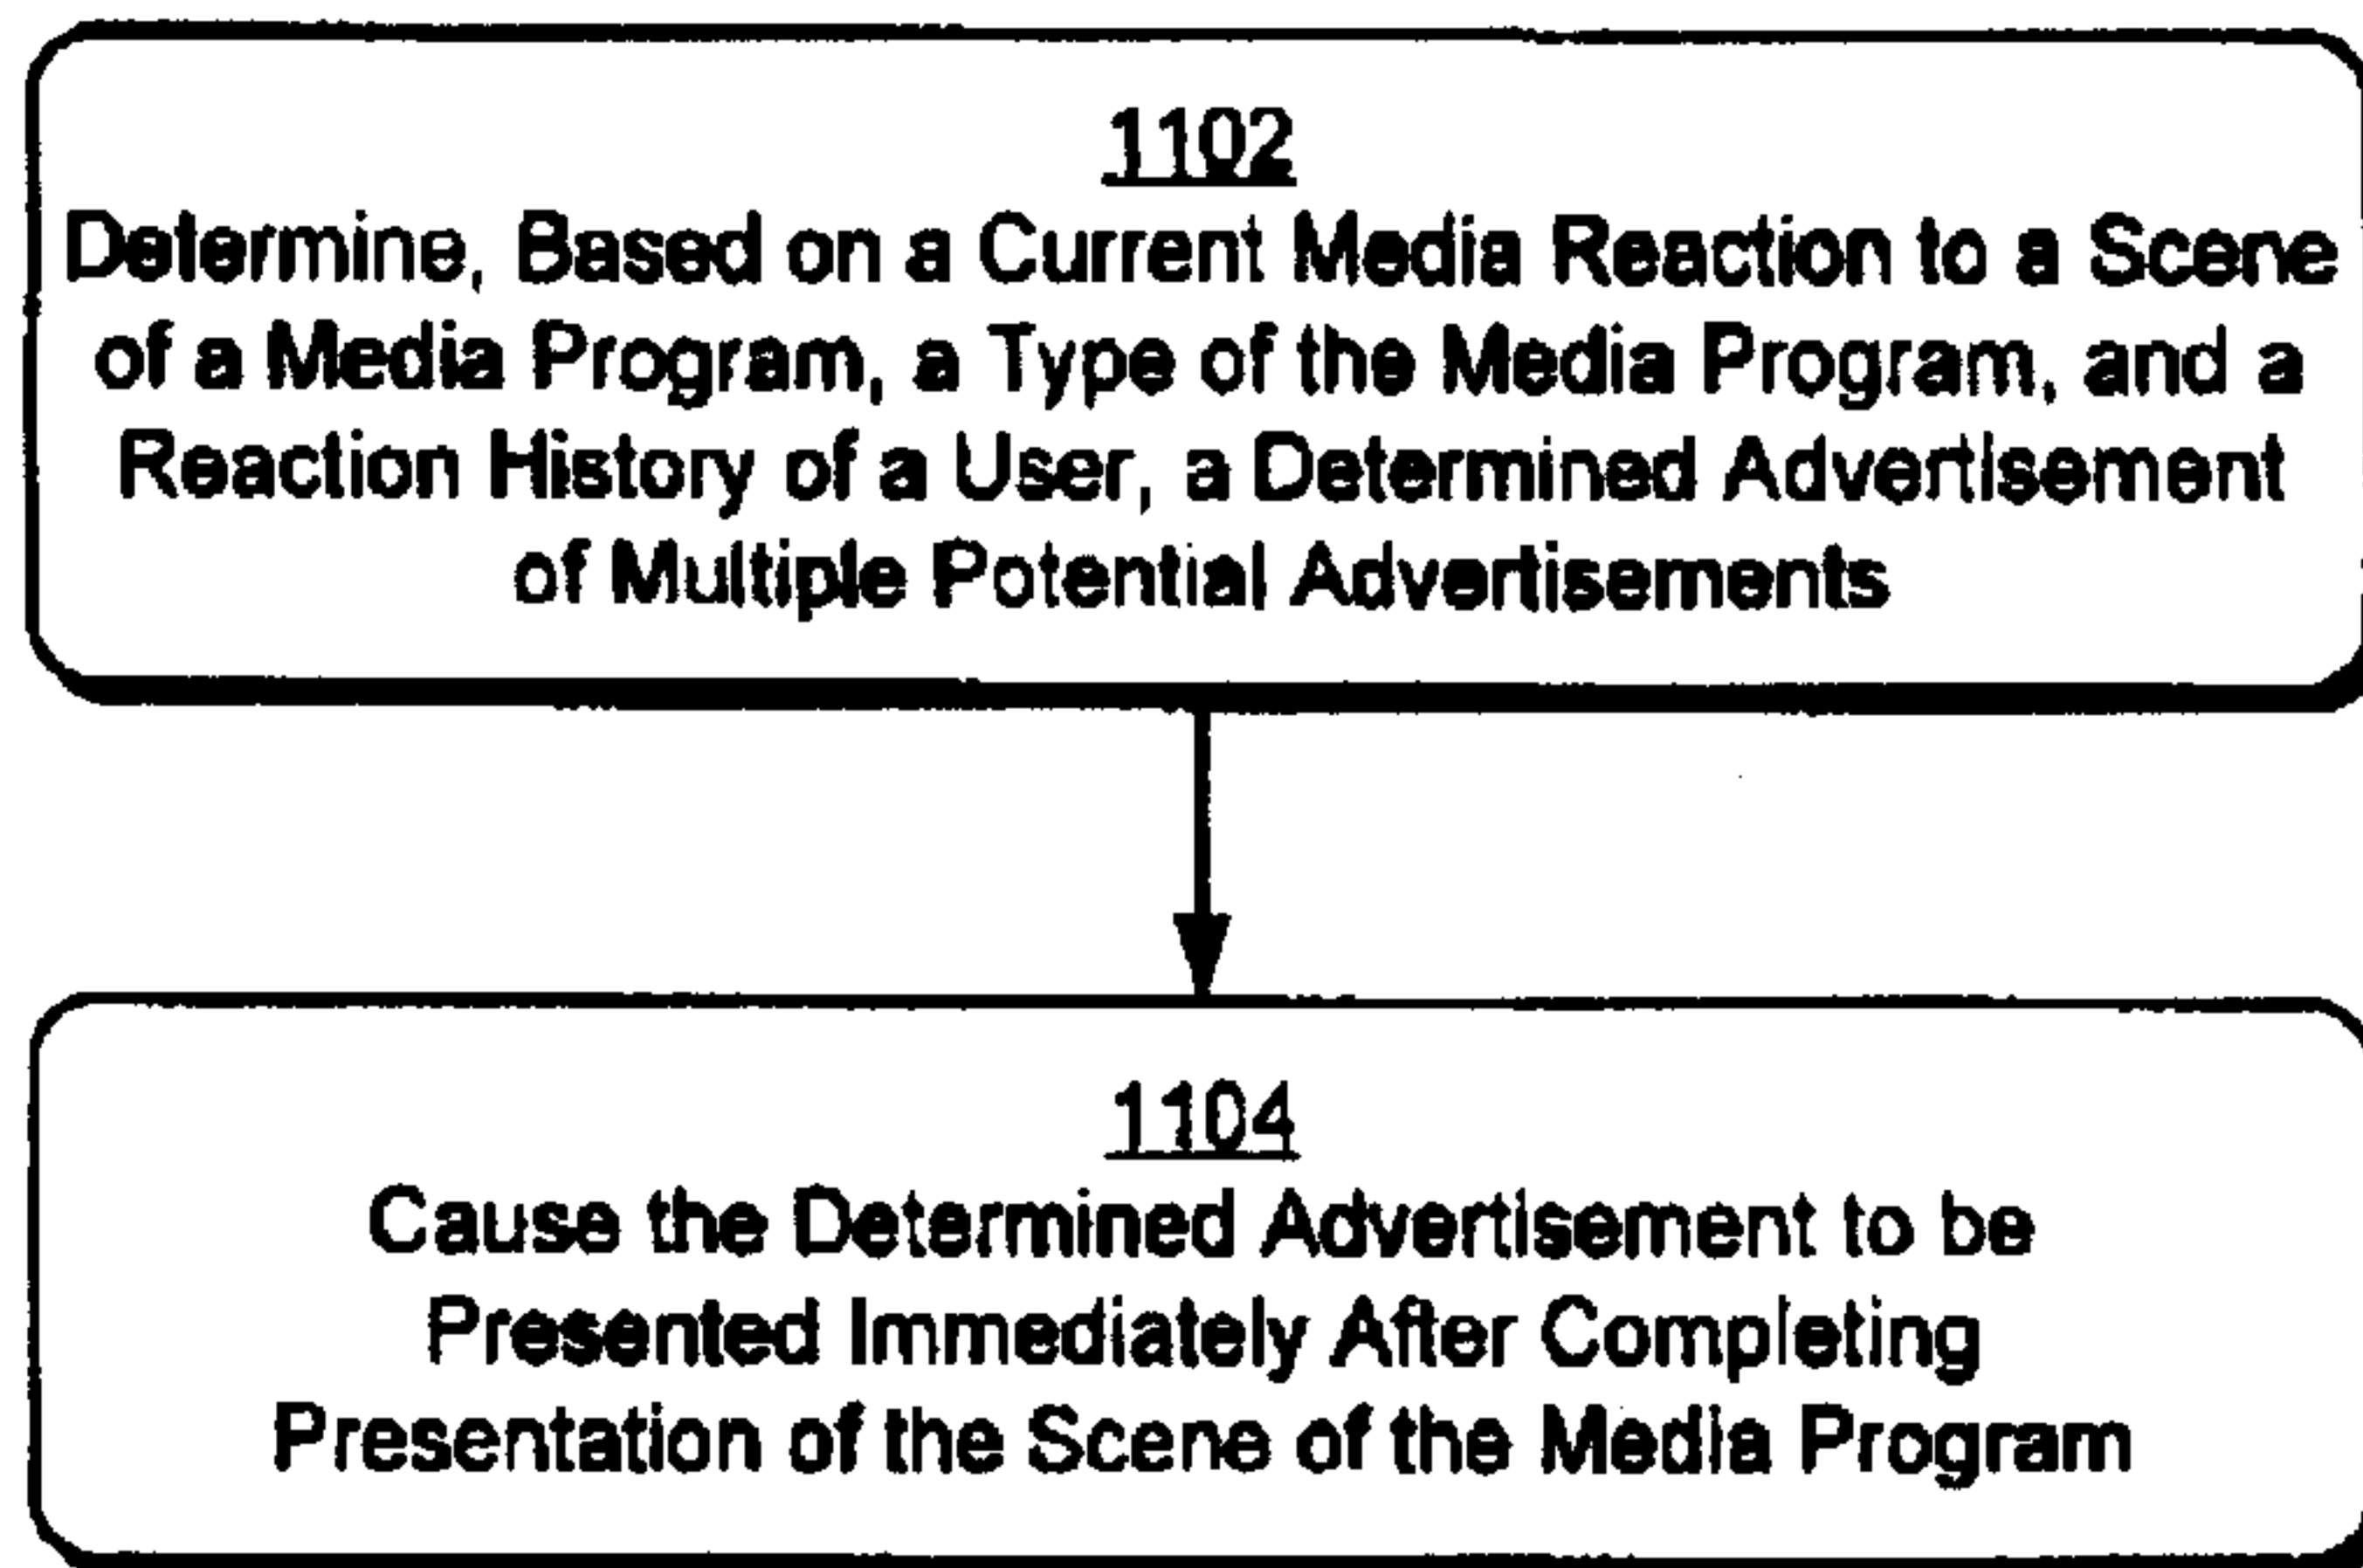 1102
Determine, Based on a Current Media Reaction to a Scene
of a Media Program, a Type of the Media Program, and a
Reaction History of a User, a Determined Advertisement
of Multiple Potential Advertisements
1104
Cause the Determined Advertisement to be
Presented Immediately After Completing
Presentation of the Scene of the Media Program